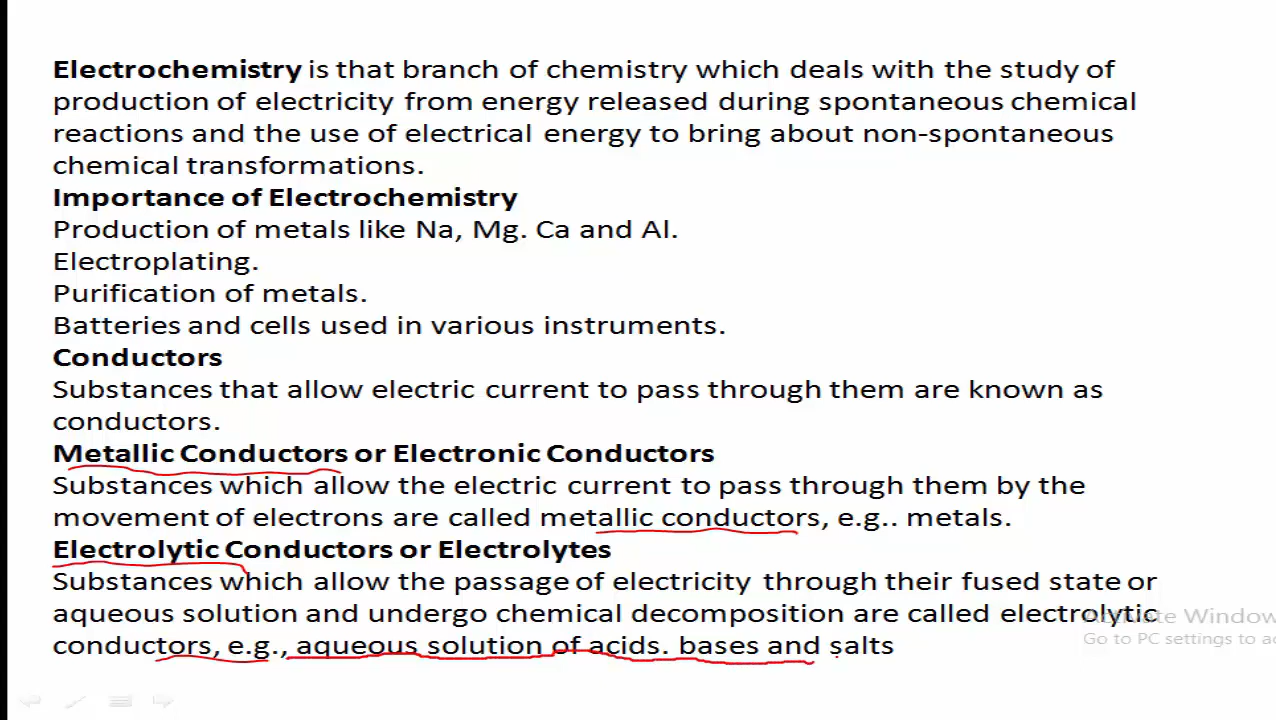 Electrochemistry is that branch of chemistry which deals with the study of
production of electricity from energy released during spontaneous chemical
reactions and the use of electrical energy to bring about non-spontaneous
chemical transformations.
Importance of Electrochemistry
Production of metals like Na, Mg. Ca and Al.
Electroplating.
Purification of metals.
Batteries and cells used in various instruments.
Conductors
Substances that allow electric current to pass through them are known as
conductors.
Metallic Conductors or Electronic Conductors
Substances which allow the electric current to pass through them by the
movement of electrons are called metallic conductors, e.g.. metals.
Electrolytic Conductors or Electrolytes
Substances which allow the passage of electricity through their fused state or
aqueous solution and undergo chemical decomposition are called electrolytic
conductors, e.g., aqueous solution of acids. bases and salts
Activate Window
Go to PC settings to ac